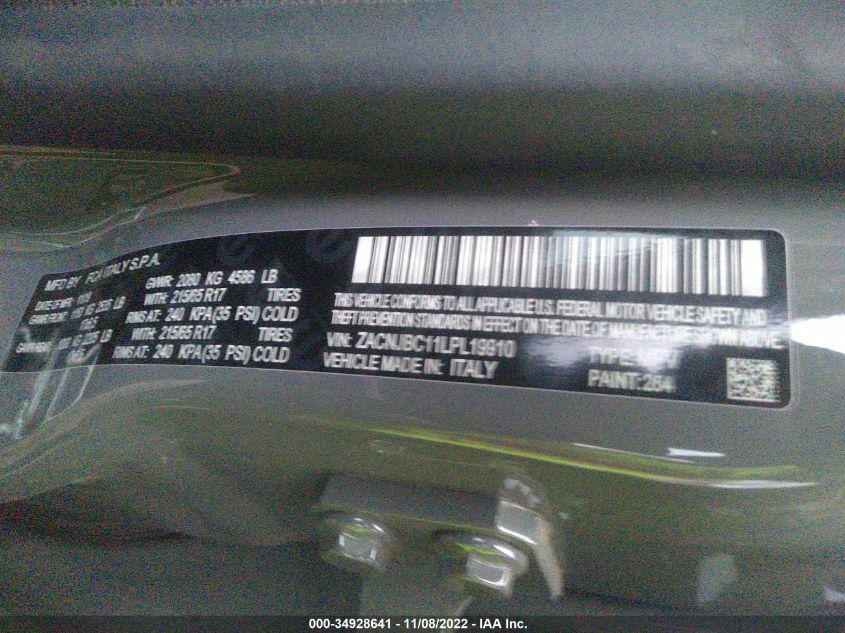 MFD BY FCA ITALY S.P.A.
GVWR: 2080 KG 4586 LB
WITH: 215/65 R17 TIRES
RIMS AT: 240 KPA (35 PSI) COLD
WITH: 215/65 R17 TIRES
RIMS AT: 240 KPA (35 PSI) COLD
THIS VEHICLE CONFORMS TO ALL APPLICABLE U.S. FEDERAL MOTOR VEHICLE SAFETY AND
THEFT PREVENTION STANDARDS IN EFFECT ON THE DATE OF MANUFACTURE SHOWN ABOVE
VIN: ZACNJBC11LPL19910
TYPE:
VEHICLE MADE IN: ITALY
PAINT: 264
000-34928641 - 11/08/2022 - IAA Inc.